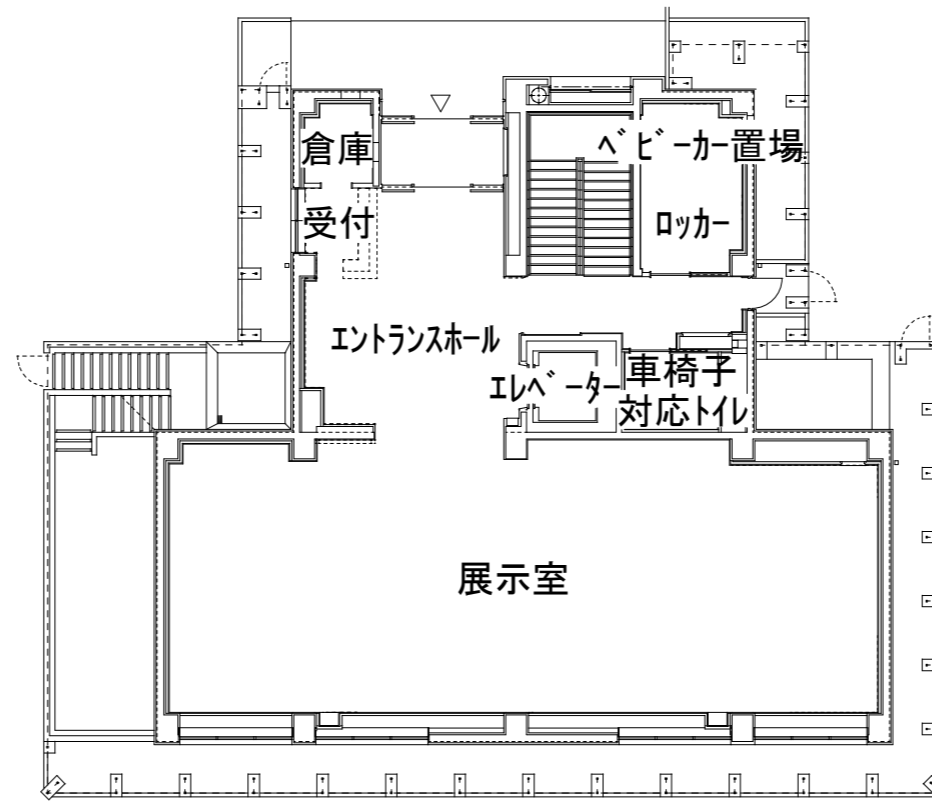 倉庫
ﾍﾞﾋﾞｰｶｰ置場
受付
ﾛｯｶｰ
ｴﾝﾄﾗﾝｽﾎｰﾙ
ｴﾚﾍﾞｰﾀｰ
車椅子
対応ﾄｲﾚ
展示室